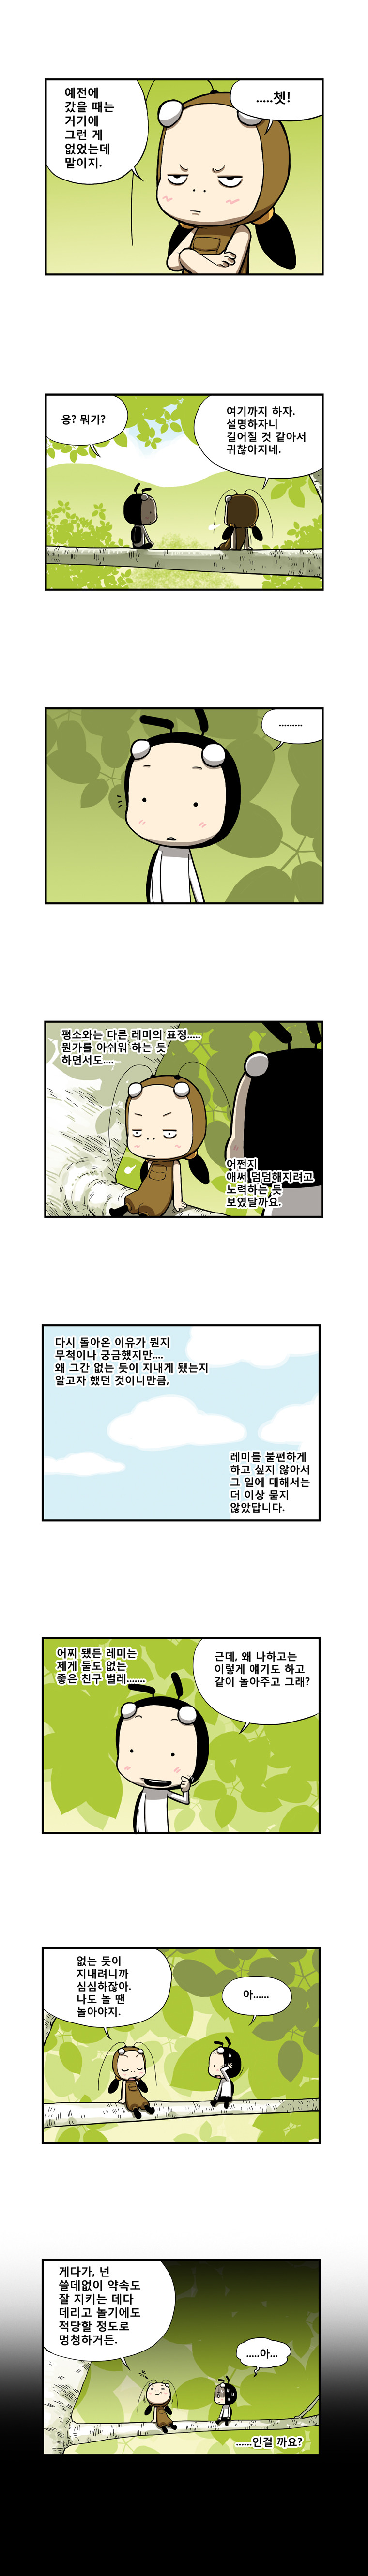 예전에
갔을 때는
거기에
그런 게
없었는데
말이지.
.....쳇!
응? 뭐가?
여기까지 하자.
설명하자니
길어질 것 같아서
귀찮아지네.
.........
평소와는 다른 레미의 표정.....
뭔가를 아쉬워 하는 듯
하면서도....
어쩐지
애써 덤덤해지려고
노력하는 듯
보였달까요.
다시 돌아온 이유가 뭔지
무척이나 궁금했지만....
왜 그간 없는 듯이 지내게 됐는지
알고자 했던 것이니만큼,
레미를 불편하게
하고 싶지 않아서
그 일에 대해서는
더 이상 묻지
않았답니다.
어찌 됐든 레미는
제게 둘도 없는
좋은 친구 벌레.......
근데, 왜 나하고는
이렇게 얘기도 하고
같이 놀아주고 그래?
없는 듯이
지내려니까
심심하잖아.
나도 놀 땐
놀아야지.
아......
게다가, 넌
쓸데없이 약속도
잘 지키는 데다
데리고 놀기에도
적당할 정도로
멍청하거든.
.....아...
......인걸 까요?